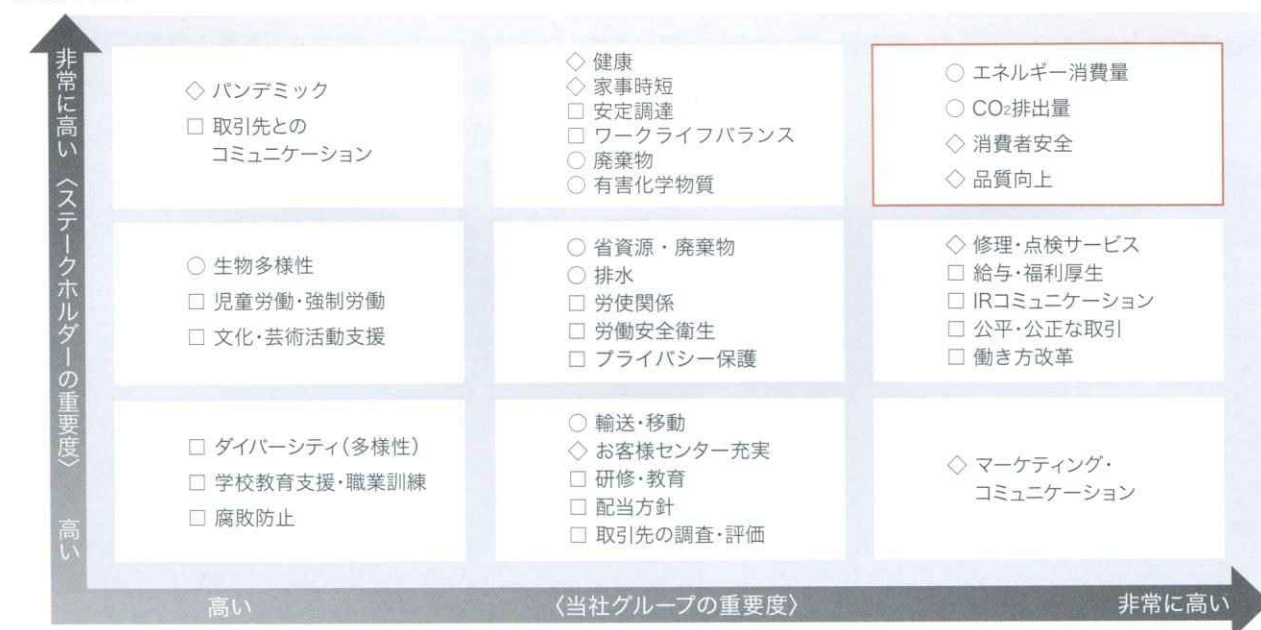 非常に高い
〈ステークホルダーの重要度〉
高い
◇ パンデミック
□ 取引先との
コミュニケーション
◇ 健康
◇ 家事時短
□ 安定調達
□ ワークライフバランス
○ 廃棄物
○ 有害化学物質
○ エネルギー消費量
○ CO₂排出量
◇ 消費者安全
◇ 品質向上
○ 生物多様性
□ 児童労働・強制労働
□ 文化・芸術活動支援
○ 省資源・廃棄物
○ 排水
□ 労使関係
□ 労働安全衛生
□ プライバシー保護
◇ 修理・点検サービス
□ 給与・福利厚生
□ IRコミュニケーション
□ 公平・公正な取引
□ 働き方改革
□ ダイバーシティ(多様性)
□ 学校教育支援・職業訓練
□ 腐敗防止
○ 輸送・移動
◇ お客様センター充実
□ 研修・教育
□ 配当方針
□ 取引先の調査・評価
◇ マーケティング・
コミュニケーション
高い 〈当社グループの重要度〉 非常に高い